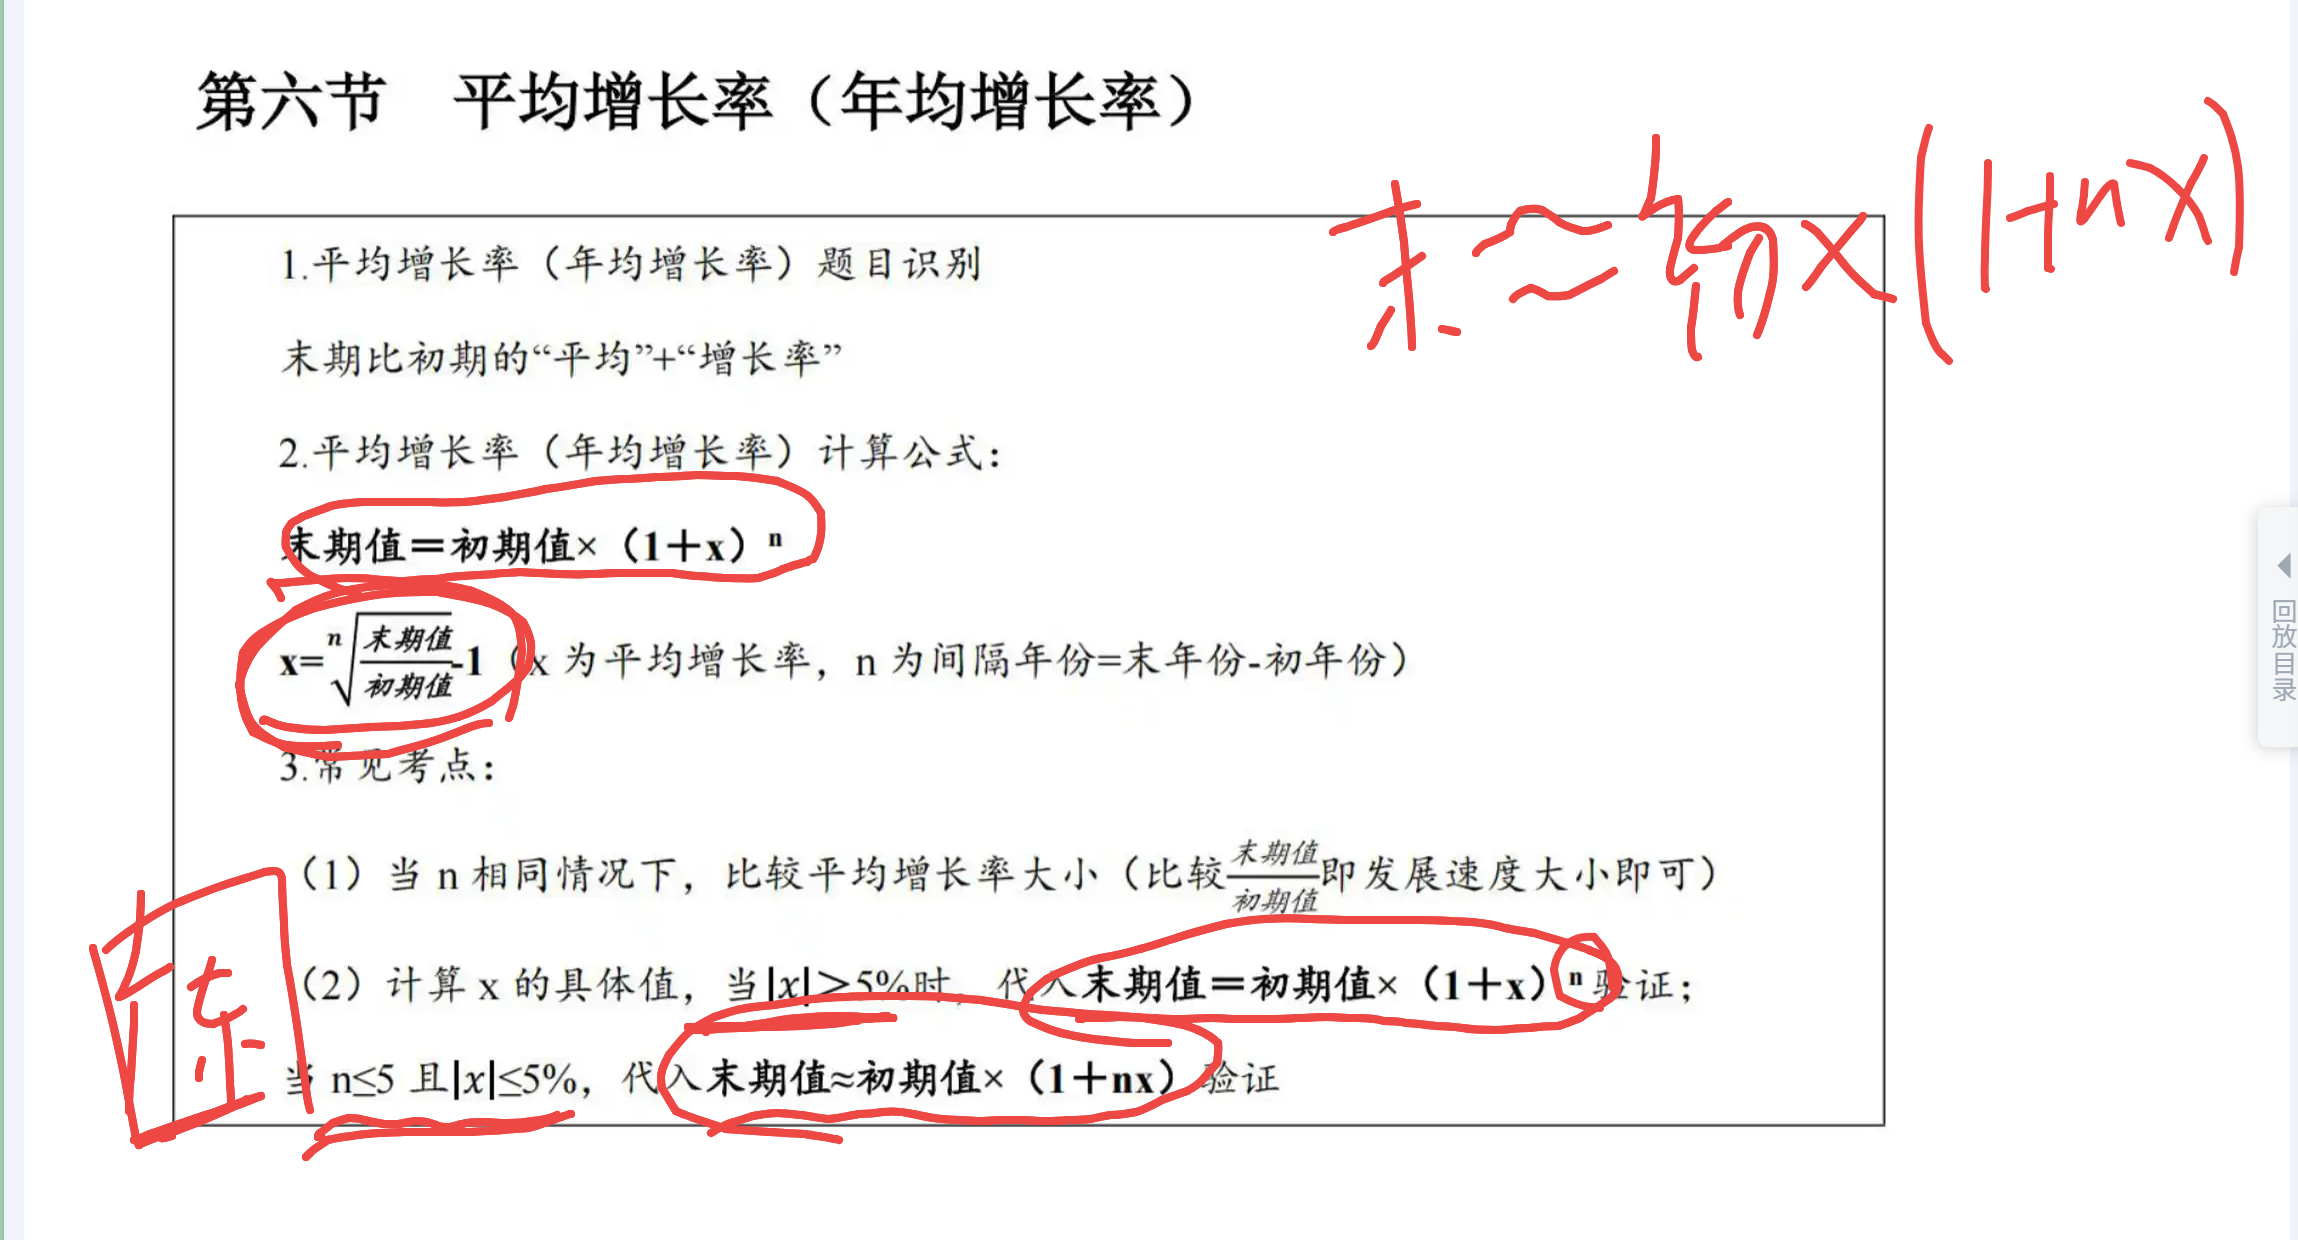 第六节 平均增长率（年均增长率）
末≈初×(1+nx)
1.平均增长率（年均增长率）题目识别
末期比初期的“平均”+“增长率”
2.平均增长率（年均增长率）计算公式：
末期值＝初期值×（1＋x）ⁿ
x=ⁿ√(末期值/初期值)-1（x 为平均增长率，n 为间隔年份=末年份-初年份）
3.常见考点：
（1）当 n 相同情况下，比较平均增长率大小（比较末期值/初期值即发展速度大小即可）
（2）计算 x 的具体值，当|x|＞5%时，代入末期值＝初期值×（1＋x）ⁿ验证；
当 n≤5 且|x|≤5%，代入末期值≈初期值×（1＋nx）验证
回放目录